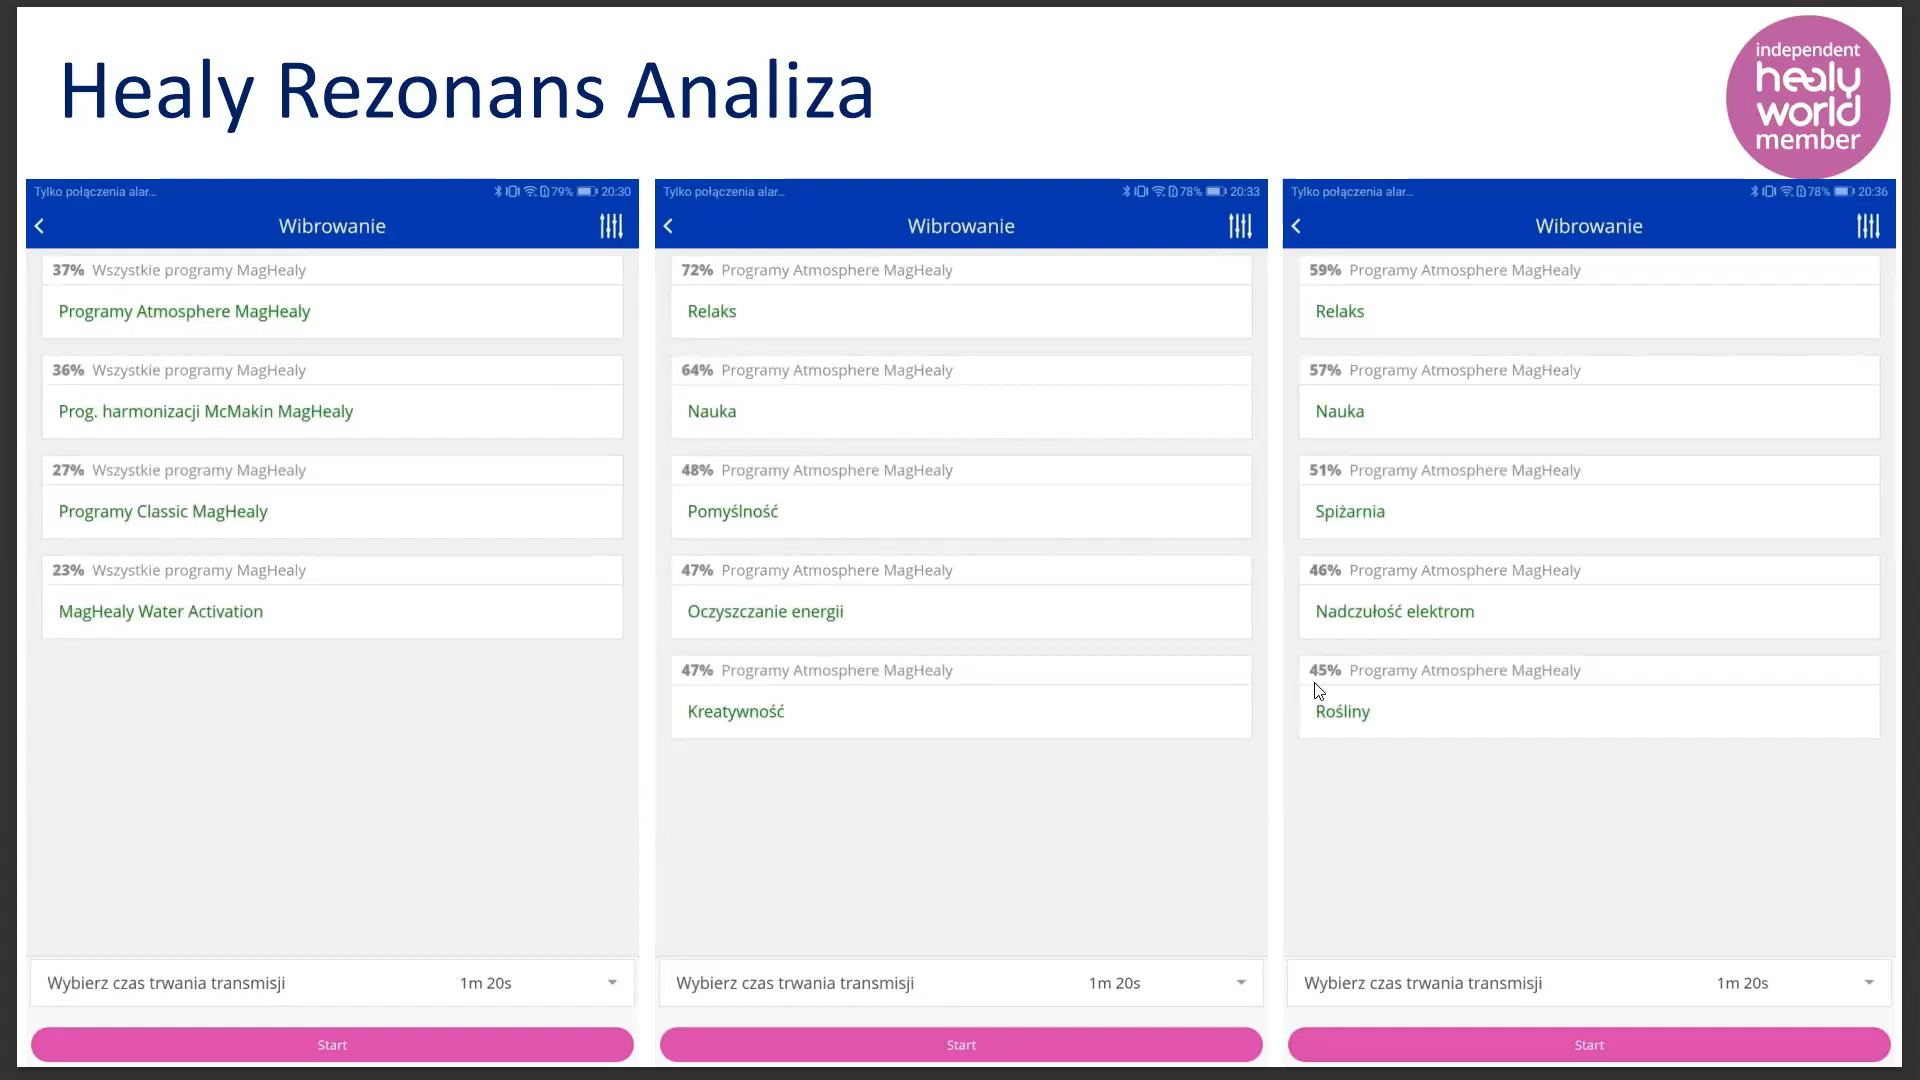 Healy Rezonans Analiza
independent
healy
world
member
Tylko połączenia alar...
79%
20:30
Wibrowanie
37% Wszystkie programy MagHealy
Programy Atmosphere MagHealy
36% Wszystkie programy MagHealy
Prog. harmonizacji McMakin MagHealy
27% Wszystkie programy MagHealy
Programy Classic MagHealy
23% Wszystkie programy MagHealy
MagHealy Water Activation
Wybierz czas trwania transmisji 1m 20s
Start
Tylko połączenia alar...
78%
20:33
Wibrowanie
72% Programy Atmosphere MagHealy
Relaks
64% Programy Atmosphere MagHealy
Nauka
48% Programy Atmosphere MagHealy
Pomyślność
47% Programy Atmosphere MagHealy
Oczyszczanie energii
47% Programy Atmosphere MagHealy
Kreatywność
Wybierz czas trwania transmisji 1m 20s
Start
Tylko połączenia alar...
78%
20:36
Wibrowanie
59% Programy Atmosphere MagHealy
Relaks
57% Programy Atmosphere MagHealy
Nauka
51% Programy Atmosphere MagHealy
Spiżarnia
46% Programy Atmosphere MagHealy
Nadczułość elektrom
45% Programy Atmosphere MagHealy
Rośliny
Wybierz czas trwania transmisji 1m 20s
Start